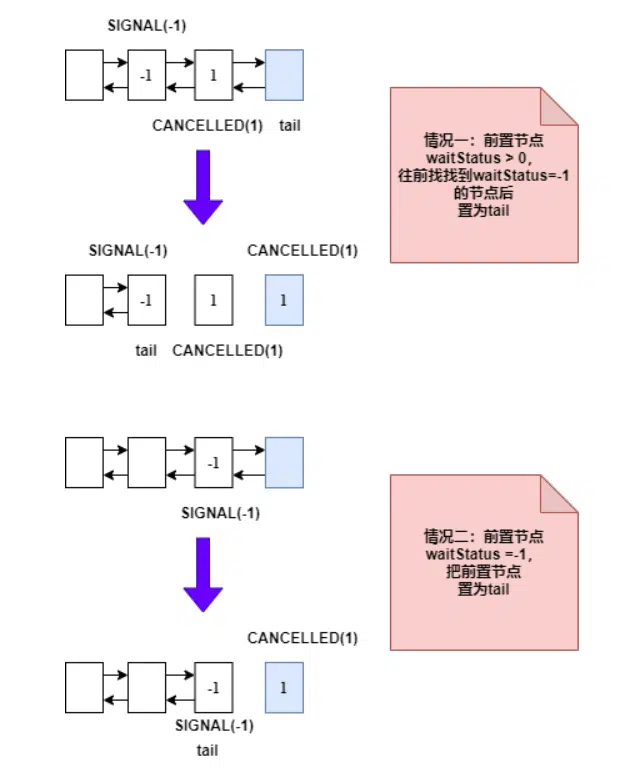 SIGNAL(-1)
-1
1
CANCELLED(1)
tail
情况一：前置节点
waitStatus > 0，
往前找找到waitStatus=-1
的节点后
置为tail
SIGNAL(-1)
CANCELLED(1)
-1
1
1
tail
CANCELLED(1)
-1
SIGNAL(-1)
情况二：前置节点
waitStatus =-1，
把前置节点
置为tail
CANCELLED(1)
-1
1
SIGNAL(-1)
tail